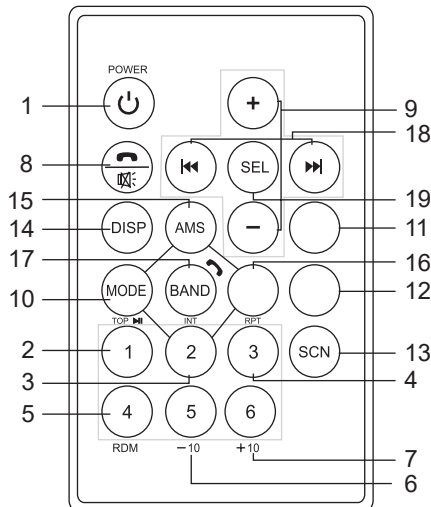 POWER
1
+
9
18
8
SEL
15
19
DISP
AMS
−
14
11
17
16
MODE
BAND
10
12
TOP ⏯
INT
RPT
2
1
2
3
SCN
13
3
4
5
4
5
6
RDM
−10
+10
7
6